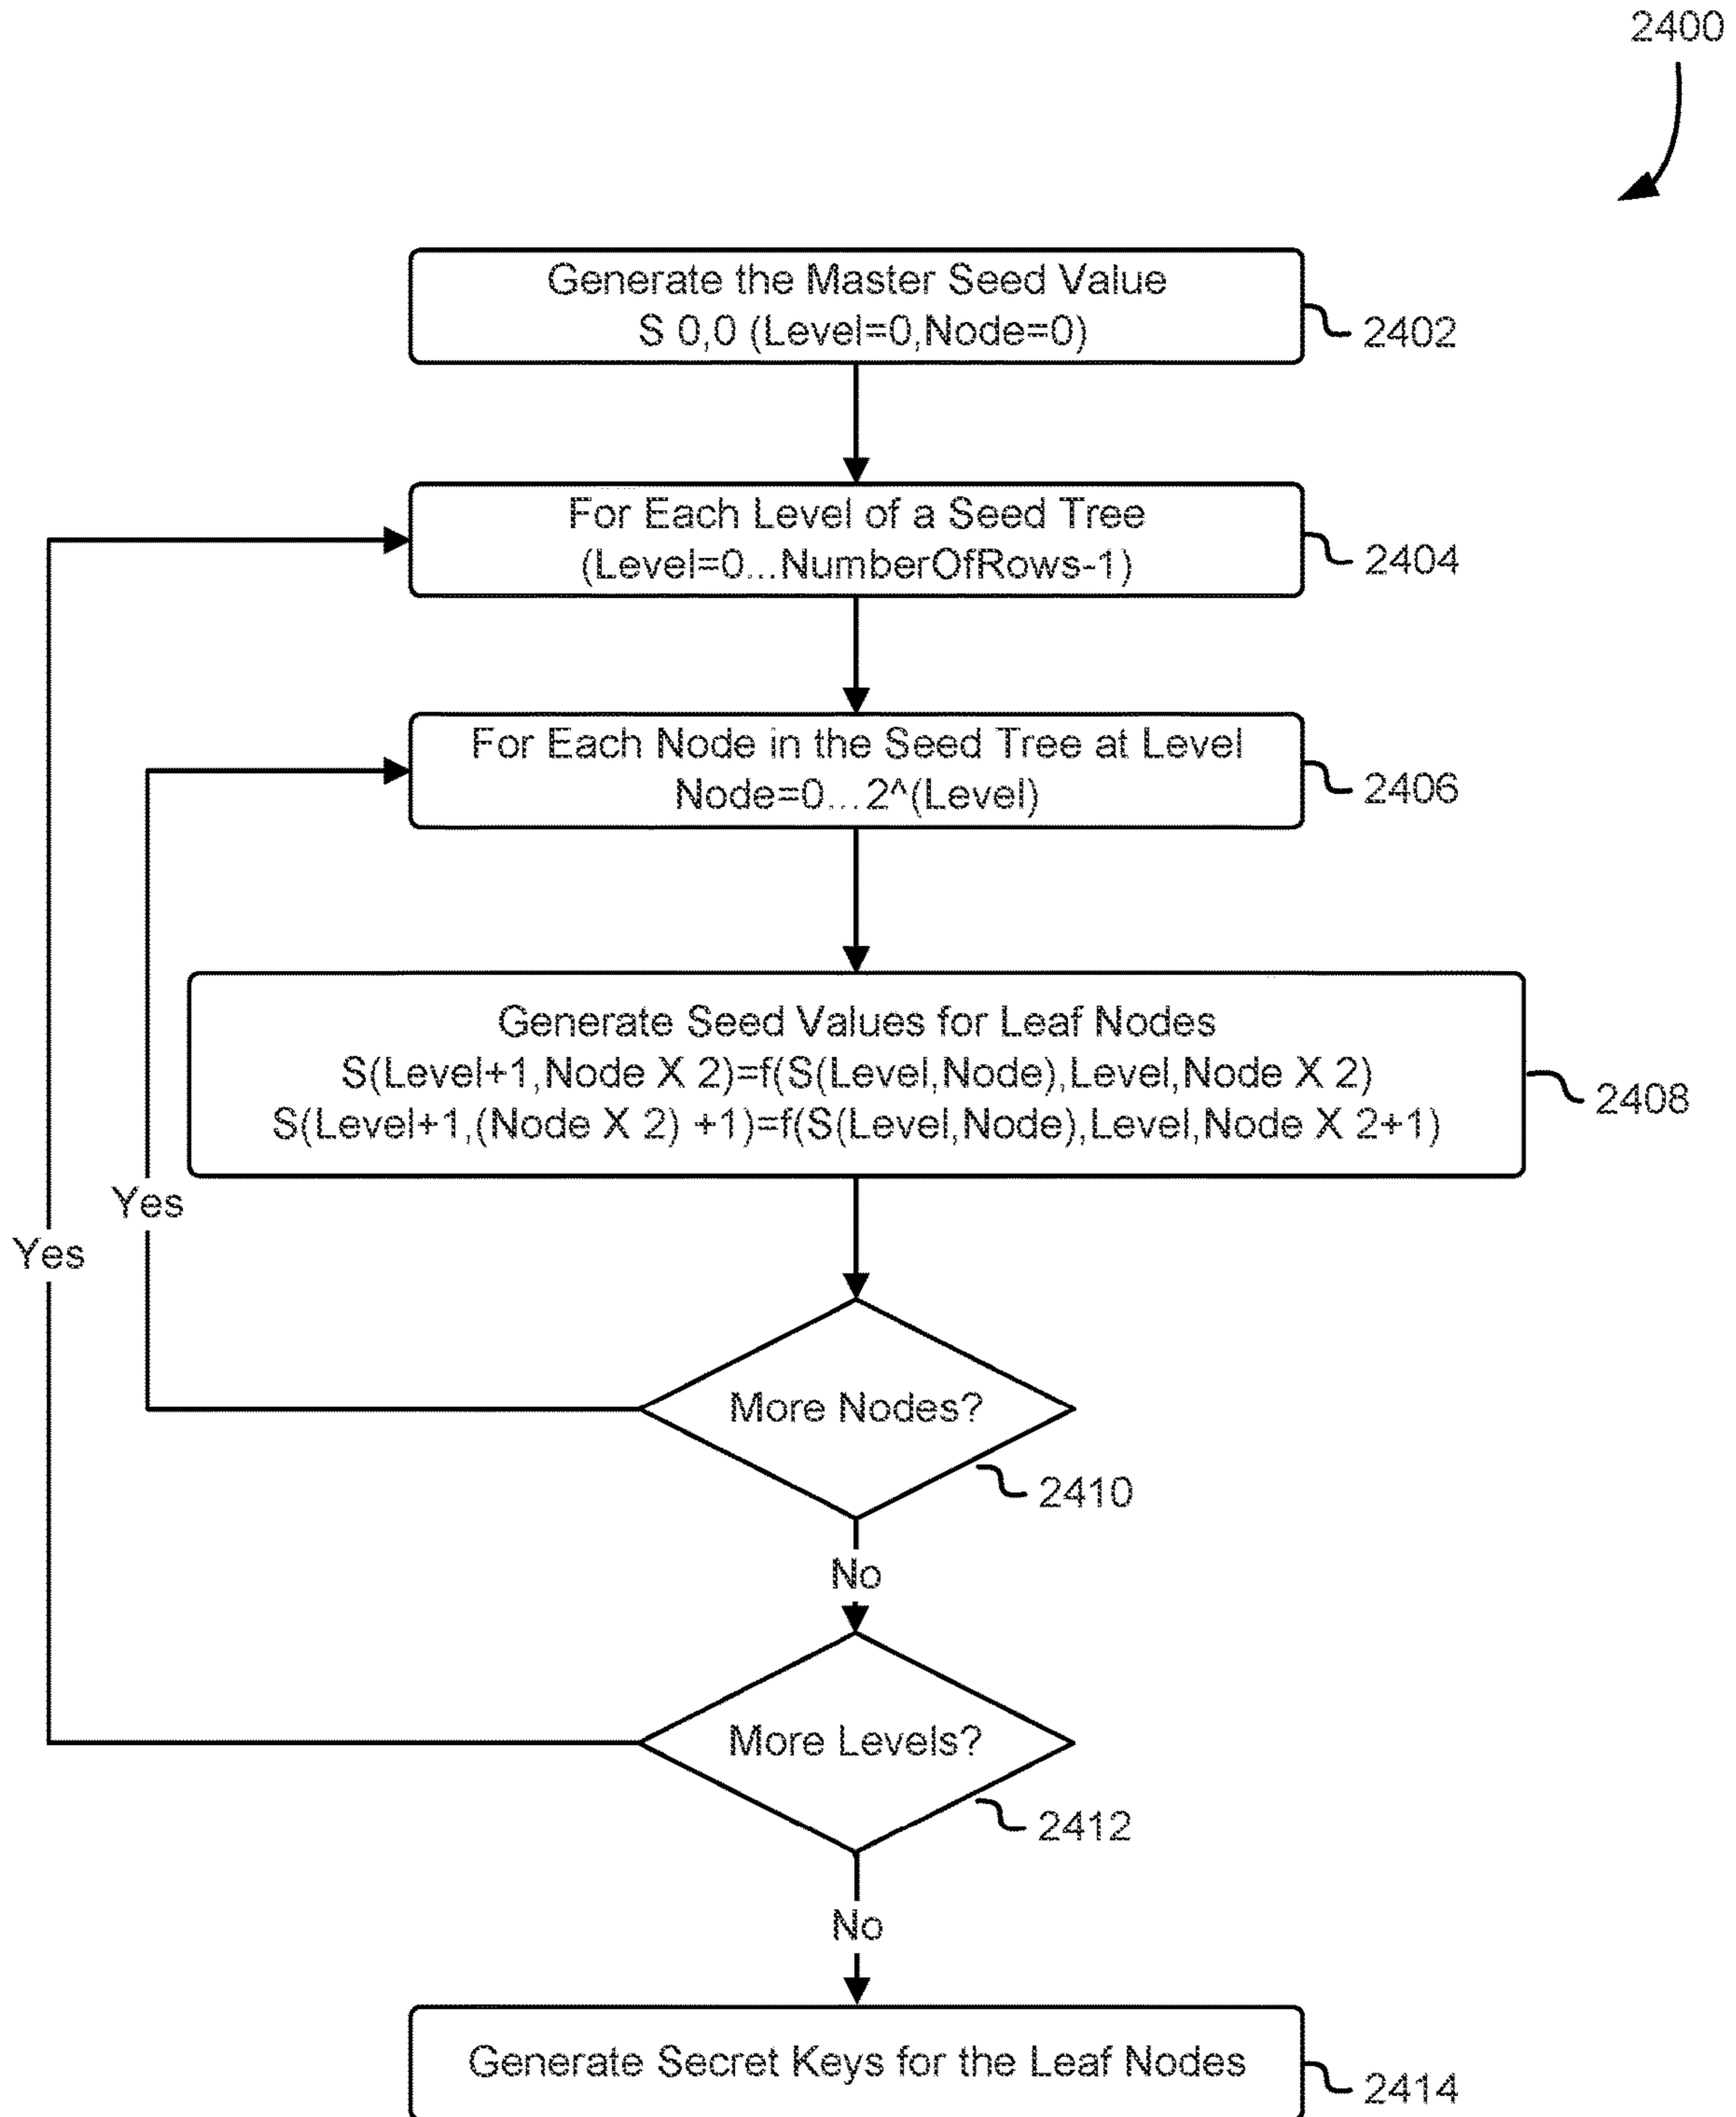 2400
Generate the Master Seed Value
S 0,0 (Level=0,Node=0)
2402
For Each Level of a Seed Tree
(Level=0...NumberOfRows-1)
2404
For Each Node in the Seed Tree at Level
Node=0...2^(Level)
2406
Generate Seed Values for Leaf Nodes
S(Level+1,Node X 2)=f(S(Level,Node),Level,Node X 2)
S(Level+1,(Node X 2) +1)=f(S(Level,Node),Level,Node X 2+1)
2408
Yes
Yes
More Nodes?
2410
No
More Levels?
2412
No
Generate Secret Keys for the Leaf Nodes
2414